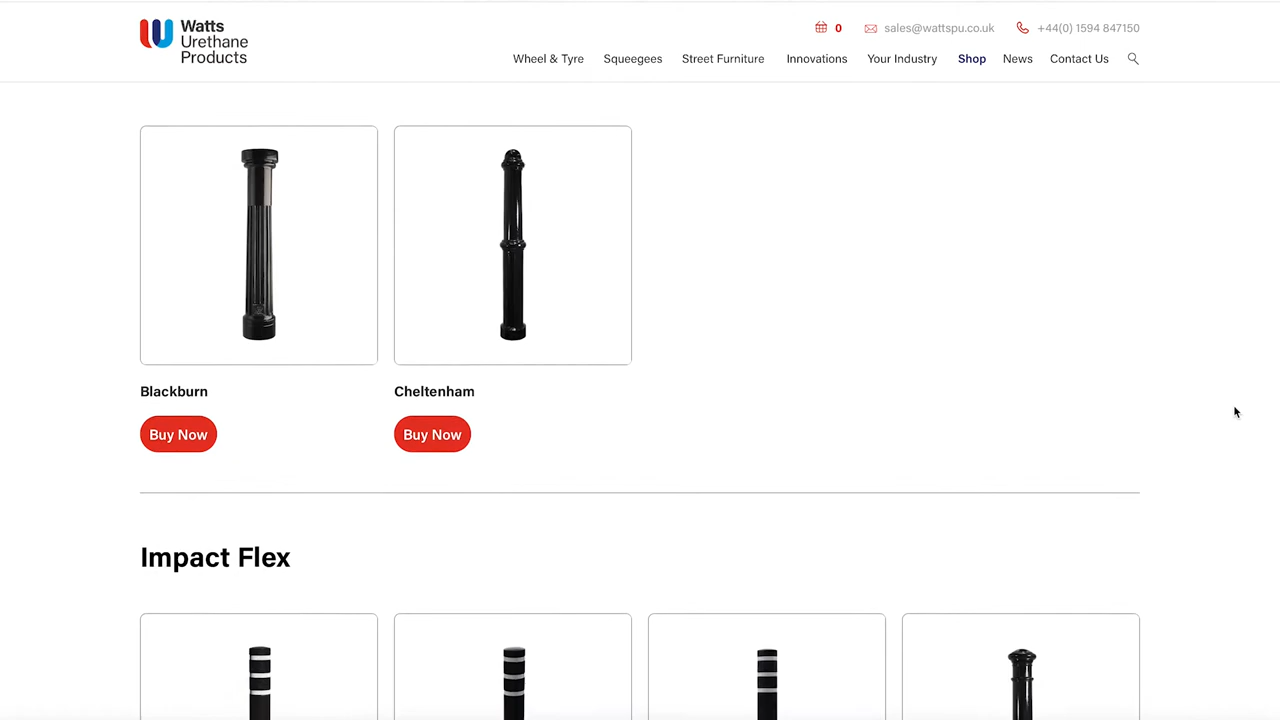 Watts
Urethane
Products
0
sales@wattspu.co.uk
+44(0) 1594 847150
Wheel & Tyre
Squeegees
Street Furniture
Innovations
Your Industry
Shop
News
Contact Us
Blackburn
Cheltenham
Buy Now
Buy Now
Impact Flex